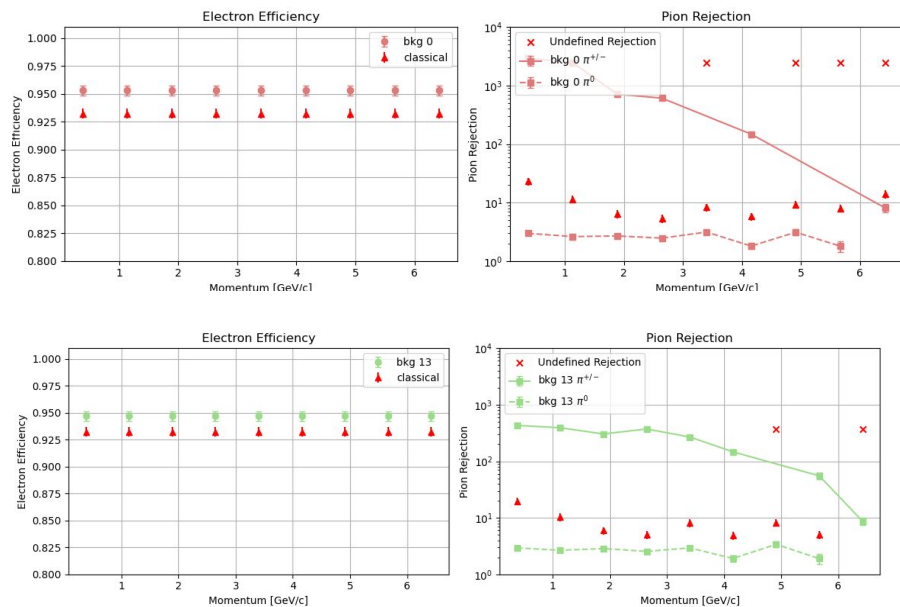 Electron Efficiency
1.000
0.975
0.950
0.925
0.900
0.875
0.850
0.825
0.800
Electron Efficiency
bkg 0
classical
1 2 3 4 5 6
Momentum [GeV/c]
Pion Rejection
10⁴
10³
10²
10¹
10⁰
Pion Rejection
Undefined Rejection
bkg 0 π⁺/⁻
bkg 0 π⁰
1 2 3 4 5 6
Momentum [GeV/c]
Electron Efficiency
1.000
0.975
0.950
0.925
0.900
0.875
0.850
0.825
0.800
Electron Efficiency
bkg 13
classical
1 2 3 4 5 6
Momentum [GeV/c]
Pion Rejection
10⁴
10³
10²
10¹
10⁰
Pion Rejection
Undefined Rejection
bkg 13 π⁺/⁻
bkg 13 π⁰
1 2 3 4 5 6
Momentum [GeV/c]